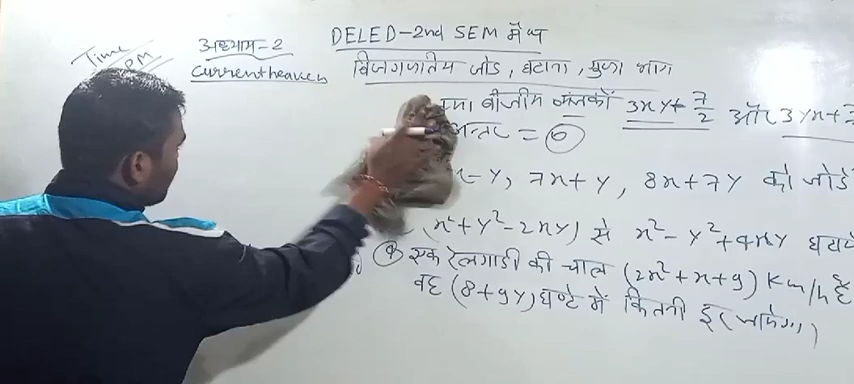 DELED-2nd SEM मैथ
Time
PM
अध्याय-2
Currentheaven
बिजगणतिय जोड, घटाना, गुणा भाग
बीजीय व्यंजकों 3xy+7/2 और 3yx+7
अन्तर = 0
x-y, 7x+y, 8x+7y को जोडे
(x²+y²-2xy) से x²-y²+4xy घटाये
एक रेलगाडी की चाल (2x²+x+9) Km/h है
वह (8+9y) घण्टे में कितनी दूर जायेगा